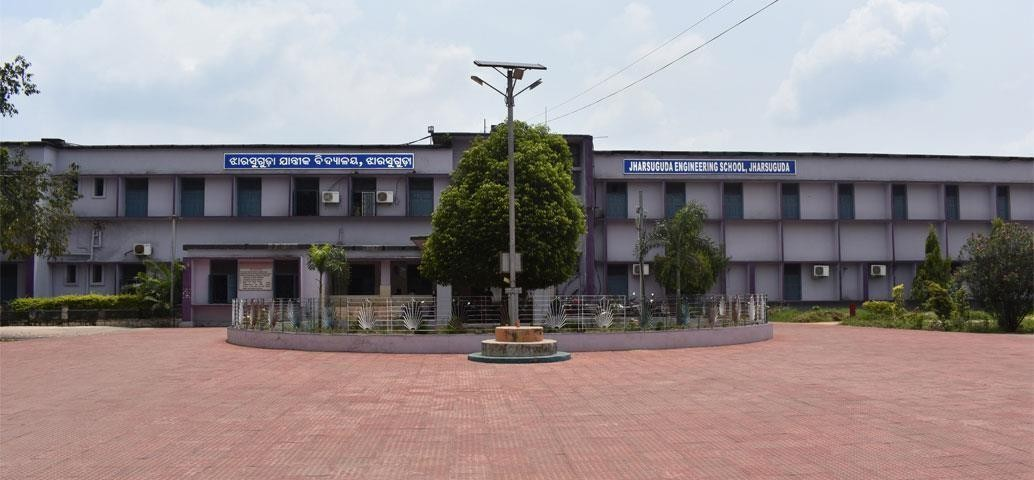 ଝାରସୁଗୁଡ଼ା ଯାନ୍ତ୍ରୀକ ବିଦ୍ୟାଳୟ, ଝାରସୁଗୁଡ଼ା
JHARSUGUDA ENGINEERING SCHOOL, JHARSUGUDA